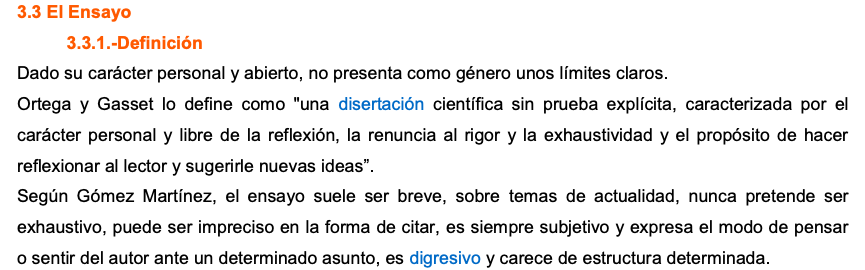 3.3 El Ensayo
3.3.1.-Definición
Dado su carácter personal y abierto, no presenta como género unos límites claros.
Ortega y Gasset lo define como "una disertación científica sin prueba explícita, caracterizada por el
carácter personal y libre de la reflexión, la renuncia al rigor y la exhaustividad y el propósito de hacer
reflexionar al lector y sugerirle nuevas ideas”.
Según Gómez Martínez, el ensayo suele ser breve, sobre temas de actualidad, nunca pretende ser
exhaustivo, puede ser impreciso en la forma de citar, es siempre subjetivo y expresa el modo de pensar
o sentir del autor ante un determinado asunto, es digresivo y carece de estructura determinada.